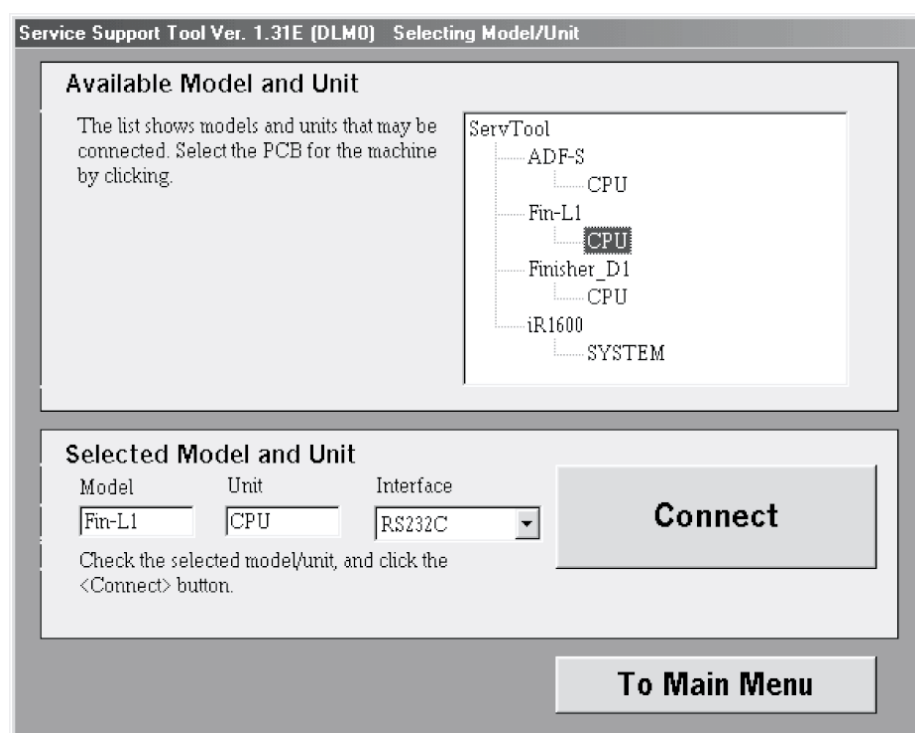 Service Support Tool Ver. 1.31E (DLM0)   Selecting Model/Unit
Available Model and Unit
The list shows models and units that may be
connected. Select the PCB for the machine
by clicking.
ServTool
ADF-S
CPU
Fin-L1
CPU
Finisher_D1
CPU
iR1600
SYSTEM
Selected Model and Unit
Model Unit Interface
Fin-L1 CPU RS232C
Check the selected model/unit, and click the
<Connect> button.
Connect
To Main Menu